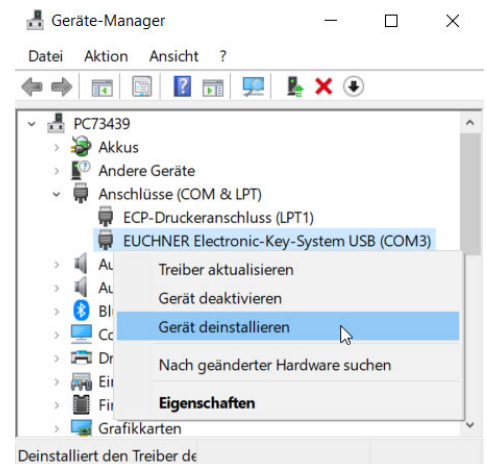 Geräte-Manager
Datei Aktion Ansicht ?
PC73439
Akkus
Andere Geräte
Anschlüsse (COM & LPT)
ECP-Druckeranschluss (LPT1)
EUCHNER Electronic-Key-System USB (COM3)
Treiber aktualisieren
Gerät deaktivieren
Gerät deinstallieren
Nach geänderter Hardware suchen
Eigenschaften
Grafikkarten
Deinstalliert den Treiber